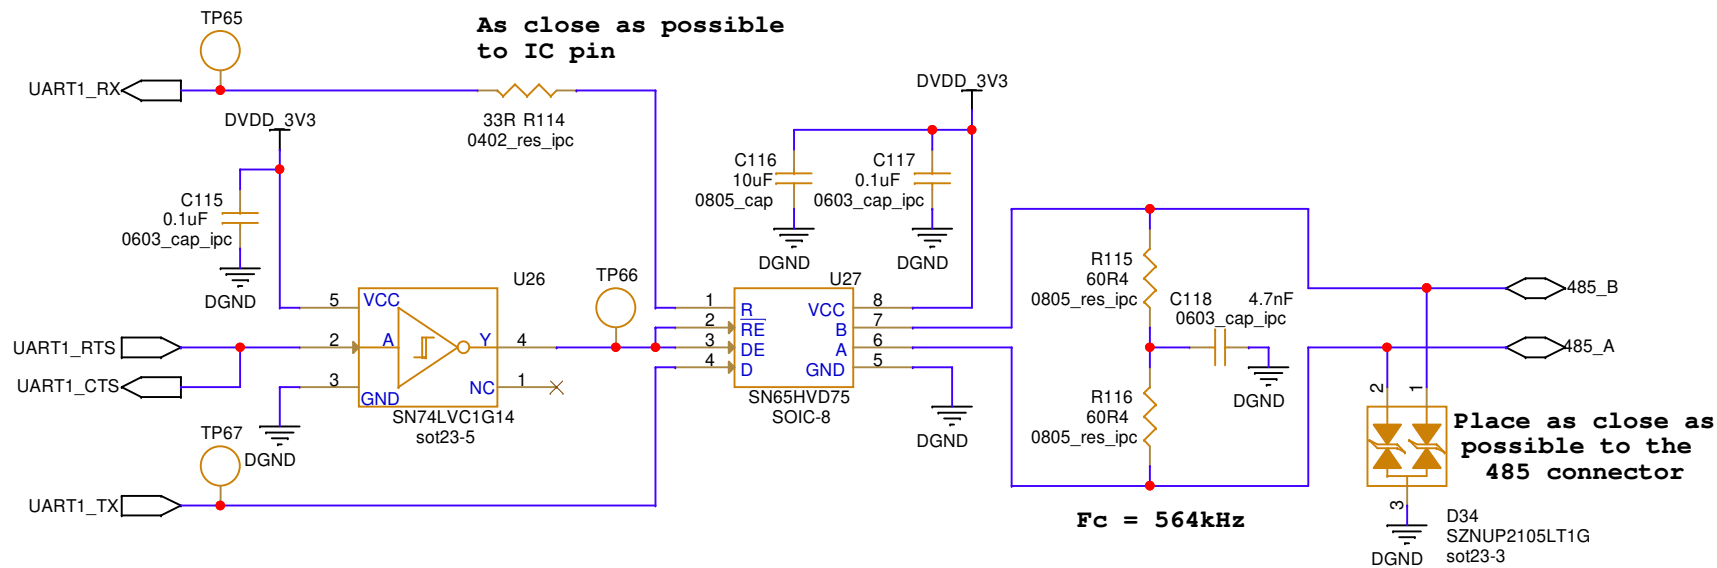 TP65
As close as possible
to IC pin
UART1_RX
33R R114
0402_res_ipc
DVDD_3V3
C115
0.1uF
0603_cap_ipc
DGND
DVDD_3V3
C116
10uF
0805_cap
DGND
C117
0.1uF
0603_cap_ipc
DGND
U26
5
VCC
UART1_RTS
2
A
Y
4
UART1_CTS
3
GND
NC
1
SN74LVC1G14
sot23-5
DGND
TP66
U27
1
R
VCC
8
2
RE
B
7
3
DE
A
6
4
D
GND
5
SN65HVD75
SOIC-8
DGND
TP67
UART1_TX
R115
60R4
0805_res_ipc
C118
4.7nF
0603_cap_ipc
DGND
R116
60R4
0805_res_ipc
Fc = 564kHz
485_B
485_A
2
1
Place as close as
possible to the
485 connector
3
DGND
D34
SZNUP2105LT1G
sot23-3